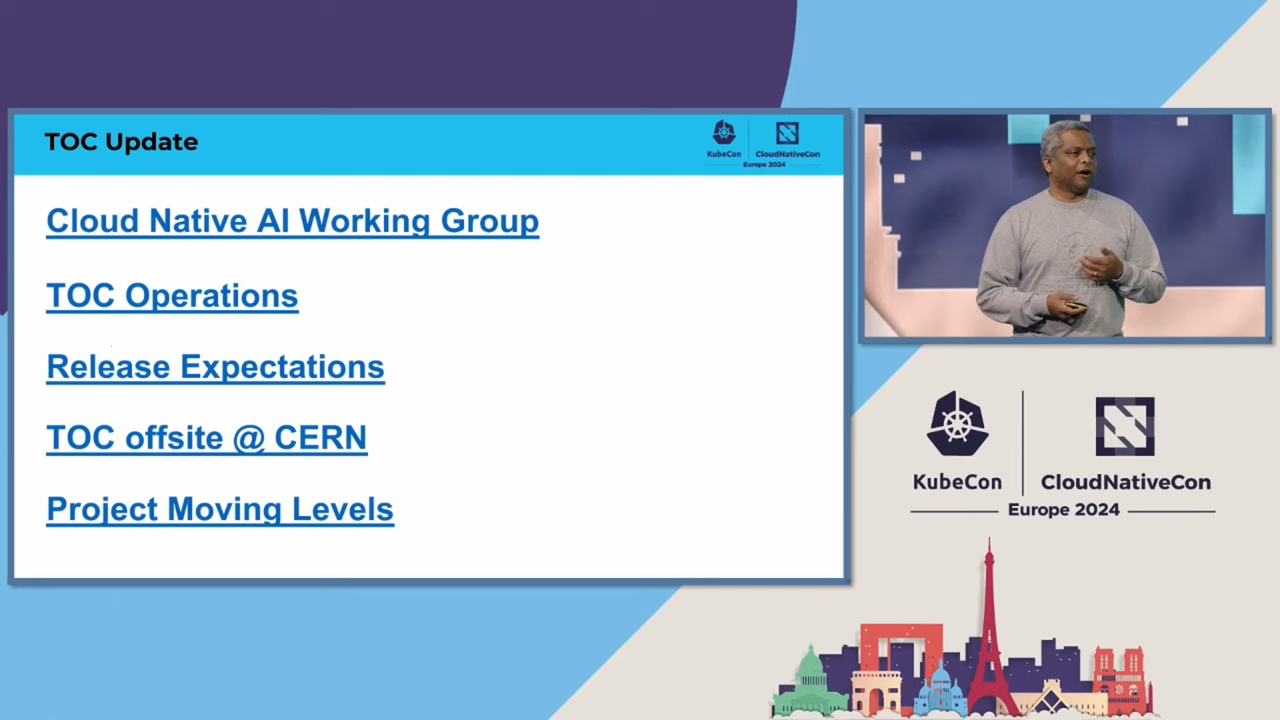 TOC Update
KubeCon
CloudNativeCon
Europe 2024
Cloud Native AI Working Group
TOC Operations
Release Expectations
TOC offsite @ CERN
Project Moving Levels
KubeCon
CloudNativeCon
Europe 2024